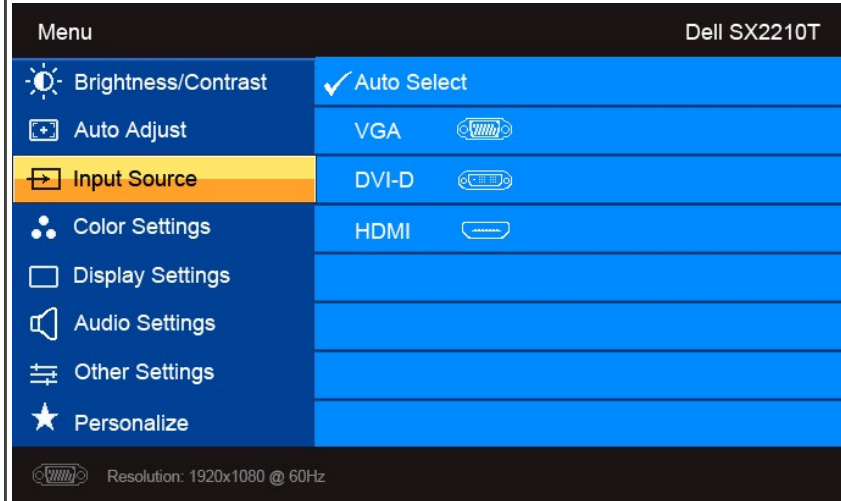 Menu Dell SX2210T
Brightness/Contrast Auto Select
Auto Adjust VGA
Input Source DVI-D
Color Settings HDMI
Display Settings
Audio Settings
Other Settings
Personalize
Resolution: 1920x1080 @ 60Hz